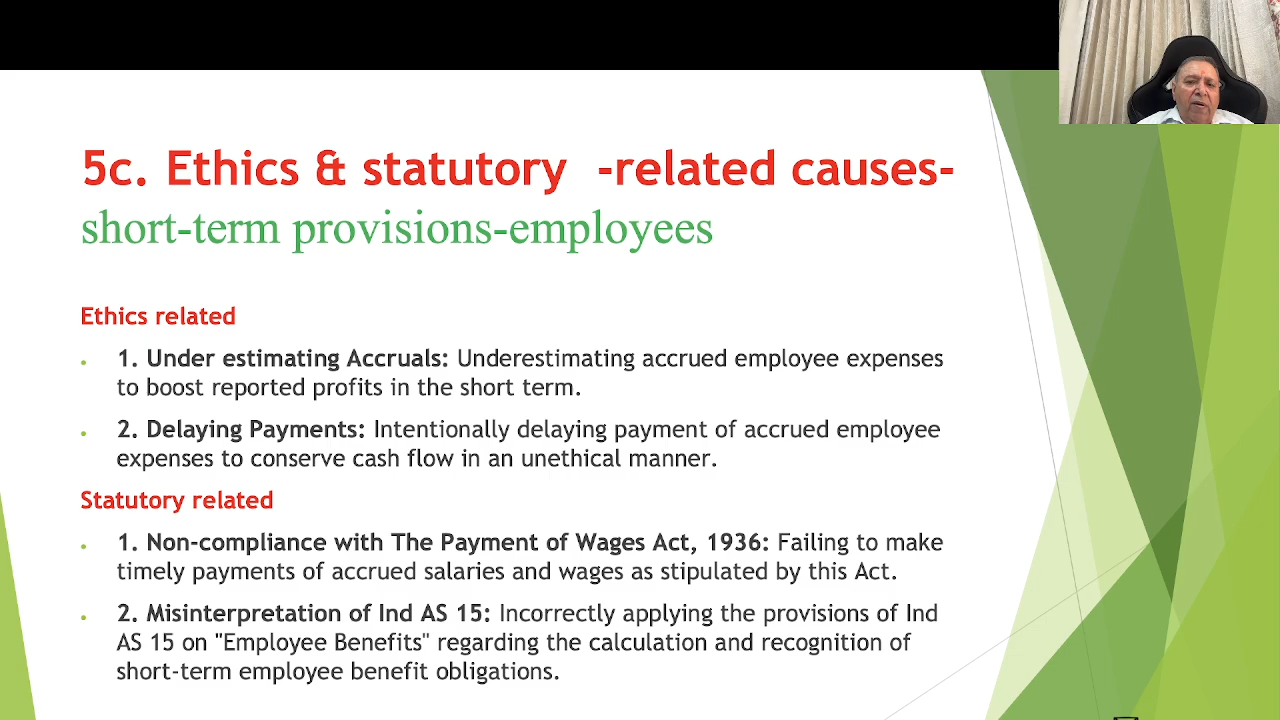 5c. Ethics & statutory -related causes-
short-term provisions-employees
Ethics related
1. Under estimating Accruals: Underestimating accrued employee expenses
to boost reported profits in the short term.
2. Delaying Payments: Intentionally delaying payment of accrued employee
expenses to conserve cash flow in an unethical manner.
Statutory related
1. Non-compliance with The Payment of Wages Act, 1936: Failing to make
timely payments of accrued salaries and wages as stipulated by this Act.
2. Misinterpretation of Ind AS 15: Incorrectly applying the provisions of Ind
AS 15 on "Employee Benefits" regarding the calculation and recognition of
short-term employee benefit obligations.